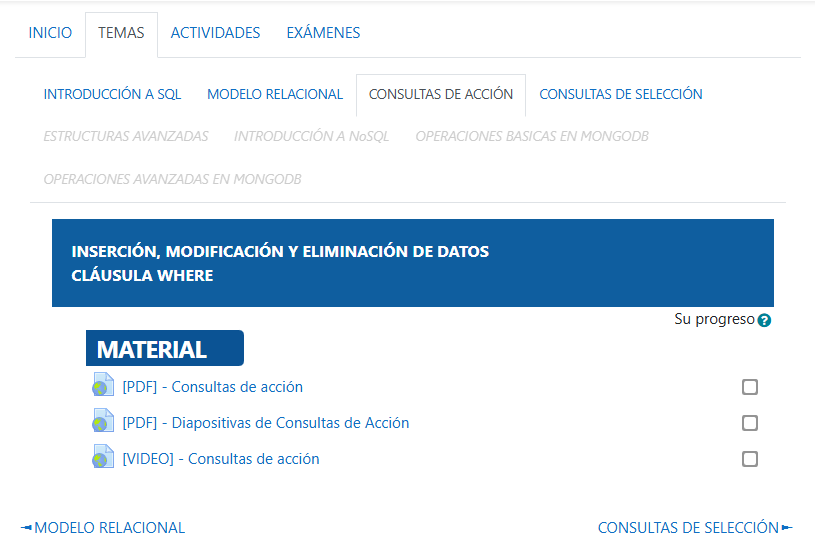 INICIO TEMAS ACTIVIDADES EXÁMENES
INTRODUCCIÓN A SQL MODELO RELACIONAL CONSULTAS DE ACCIÓN CONSULTAS DE SELECCIÓN
ESTRUCTURAS AVANZADAS INTRODUCCIÓN A NoSQL OPERACIONES BASICAS EN MONGODB
OPERACIONES AVANZADAS EN MONGODB
INSERCIÓN, MODIFICACIÓN Y ELIMINACIÓN DE DATOS
CLÁUSULA WHERE
Su progreso ?
MATERIAL
[PDF] - Consultas de acción
[PDF] - Diapositivas de Consultas de Acción
[VIDEO] - Consultas de acción
◄MODELO RELACIONAL CONSULTAS DE SELECCIÓN►